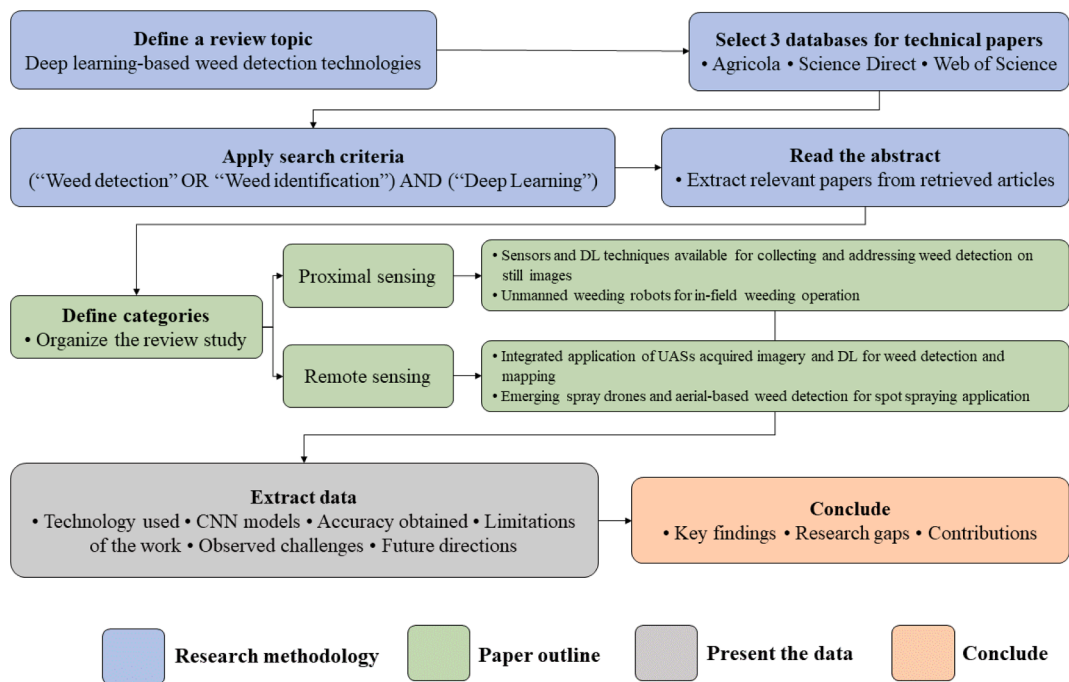 Define a review topic
Deep learning-based weed detection technologies
Select 3 databases for technical papers
• Agricola • Science Direct • Web of Science
Apply search criteria
(“Weed detection” OR “Weed identification”) AND (“Deep Learning”)
Read the abstract
• Extract relevant papers from retrieved articles
Define categories
• Organize the review study
Proximal sensing
• Sensors and DL techniques available for collecting and addressing weed detection on
still images
• Unmanned weeding robots for in-field weeding operation
Remote sensing
• Integrated application of UASs acquired imagery and DL for weed detection and
mapping
• Emerging spray drones and aerial-based weed detection for spot spraying application
Extract data
• Technology used • CNN models • Accuracy obtained • Limitations
of the work • Observed challenges • Future directions
Conclude
• Key findings • Research gaps • Contributions
Research methodology
Paper outline
Present the data
Conclude